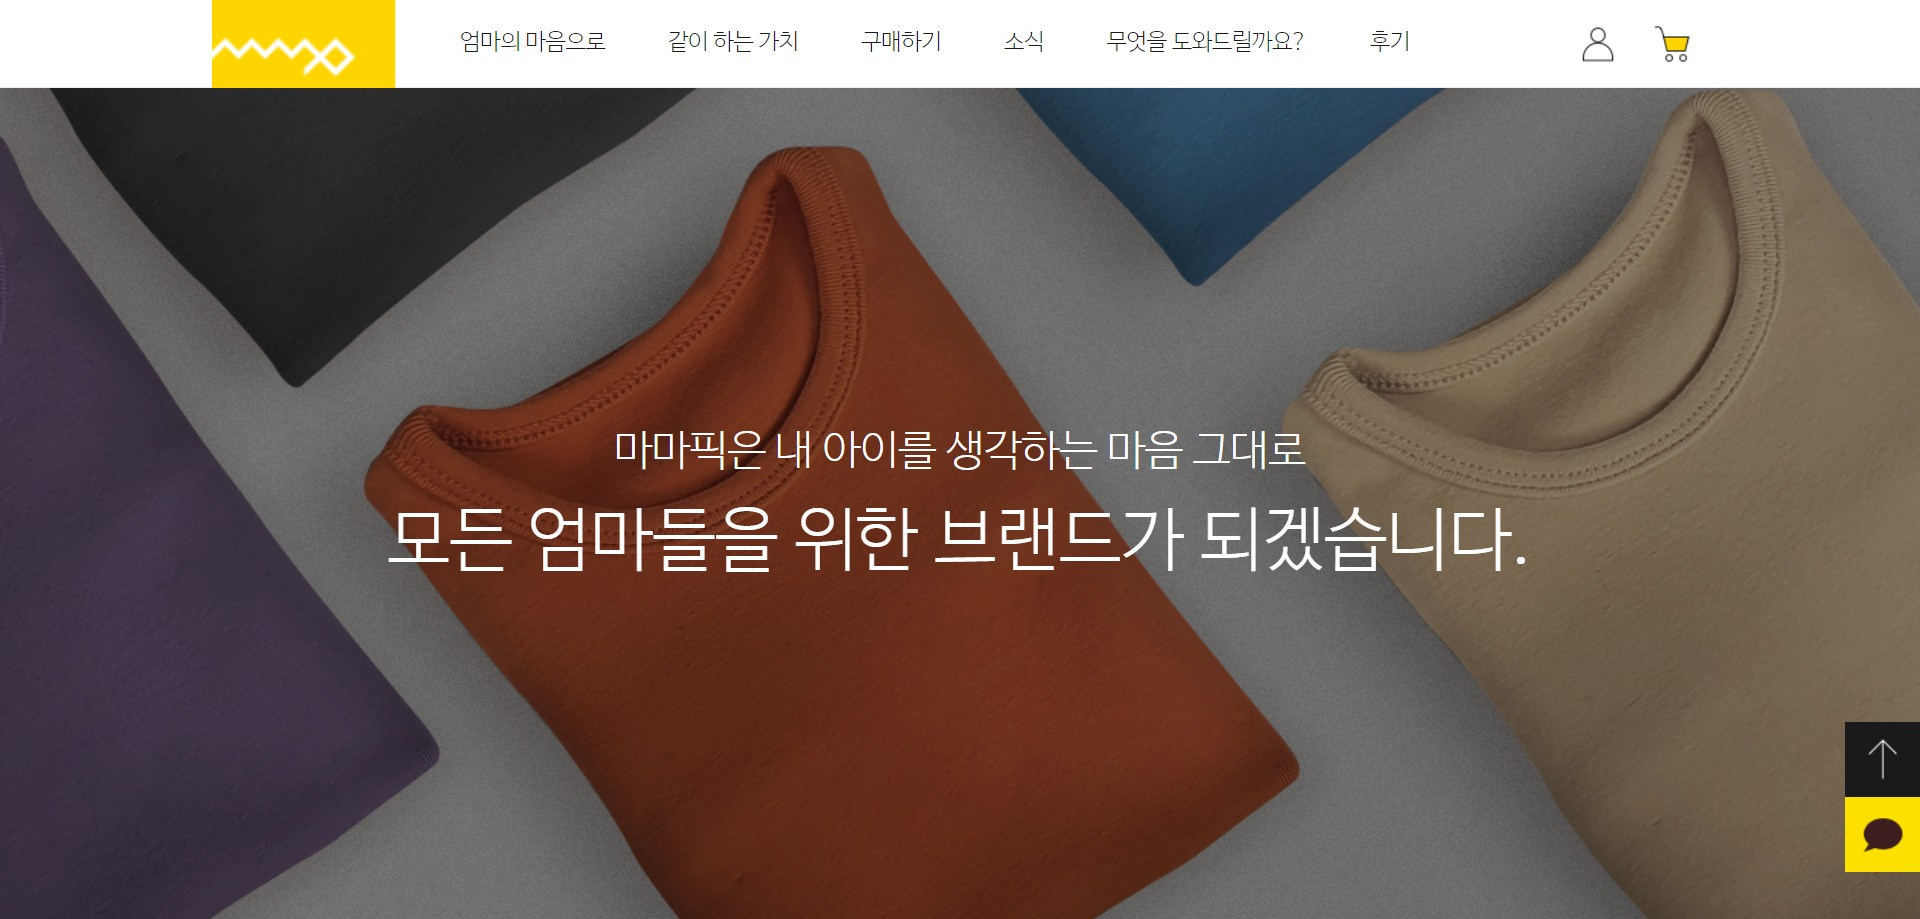 엄마의 마음으로
같이 하는 가치
구매하기
소식
무엇을 도와드릴까요?
후기
마마픽은 내 아이를 생각하는 마음 그대로
모든 엄마들을 위한 브랜드가 되겠습니다.